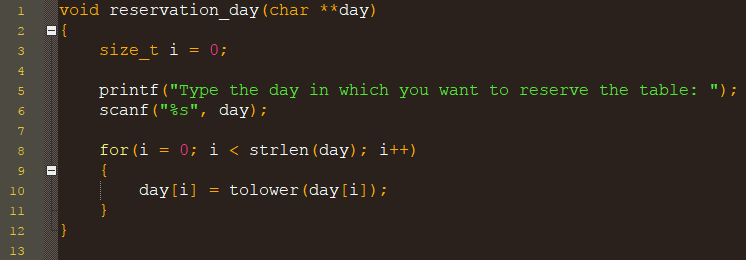 1 void reservation_day(char **day)
2 {
3     size_t i = 0;
4
5     printf("Type the day in which you want to reserve the table: ");
6     scanf("%s", day);
7
8     for(i = 0; i < strlen(day); i++)
9     {
10         day[i] = tolower(day[i]);
11     }
12 }
13